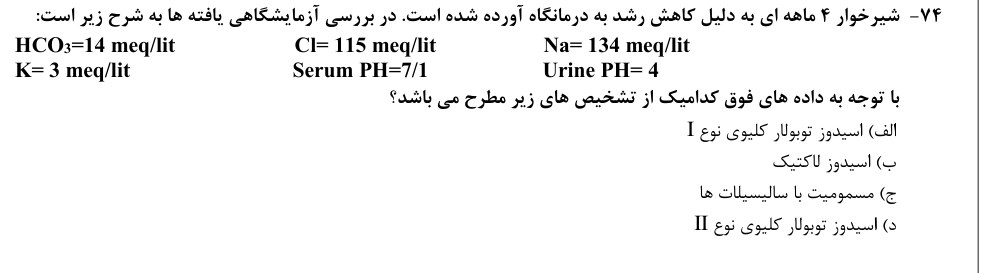 ۷۴- شیرخوار ۴ ماهه ای به دلیل کاهش رشد به درمانگاه آورده شده است. در بررسی آزمایشگاهی یافته ها به شرح زیر است:
HCO3=14 meq/lit Cl= 115 meq/lit Na= 134 meq/lit
K= 3 meq/lit Serum PH=7/1 Urine PH= 4
با توجه به داده های فوق کدامیک از تشخیص های زیر مطرح می باشد؟
الف) اسیدوز توبولار کلیوی نوع I
ب) اسیدوز لاکتیک
ج) مسمومیت با سالیسیلات ها
د) اسیدوز توبولار کلیوی نوع II